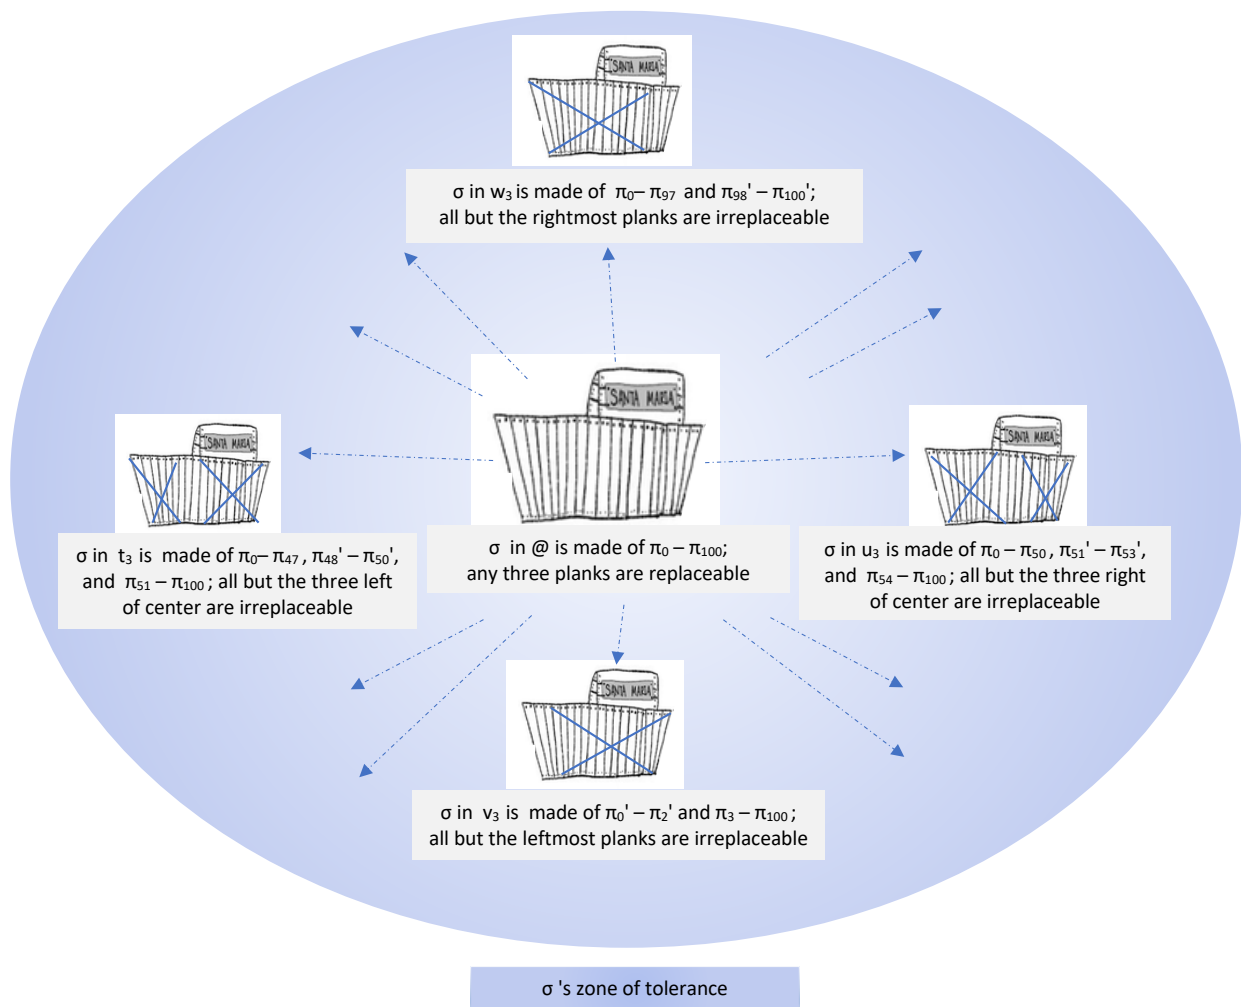 SANTA MARIA
σ in w₃ is made of π₀– π₉₇ and π₉₈' – π₁₀₀';
all but the rightmost planks are irreplaceable
SANTA MARIA
SANTA MARIA
SANTA MARIA
σ in t₃ is made of π₀– π₄₇ , π₄₈' – π₅₀',
and π₅₁ – π₁₀₀ ; all but the three left
of center are irreplaceable
σ in @ is made of π₀ – π₁₀₀;
any three planks are replaceable
σ in u₃ is made of π₀ – π₅₀, π₅₁' – π₅₃',
and π₅₄ – π₁₀₀ ; all but the three right
of center are irreplaceable
SANTA MARIA
σ in v₃ is made of π₀' – π₂' and π₃ – π₁₀₀ ;
all but the leftmost planks are irreplaceable
σ 's zone of tolerance